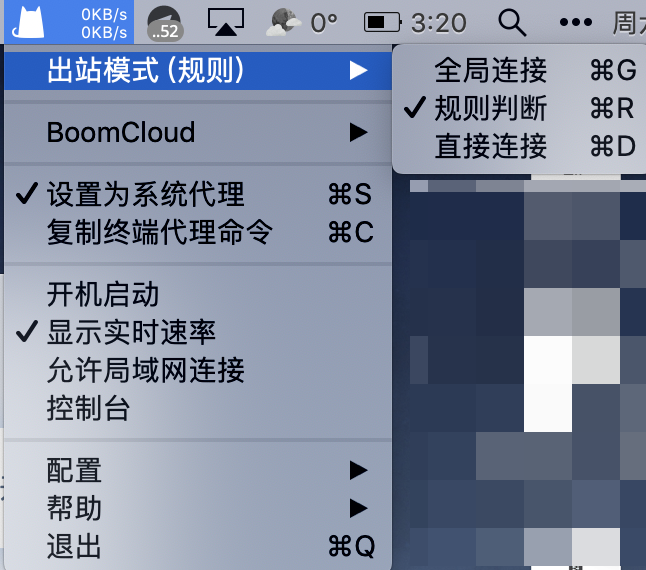 0KB/s
0KB/s
..52
0°
3:20
•••
周
出站模式（规则）
BoomCloud
✓ 设置为系统代理 ⌘S
复制终端代理命令 ⌘C
开机启动
✓ 显示实时速率
允许局域网连接
控制台
配置
帮助
退出 ⌘Q
全局连接 ⌘G
✓ 规则判断 ⌘R
直接连接 ⌘D